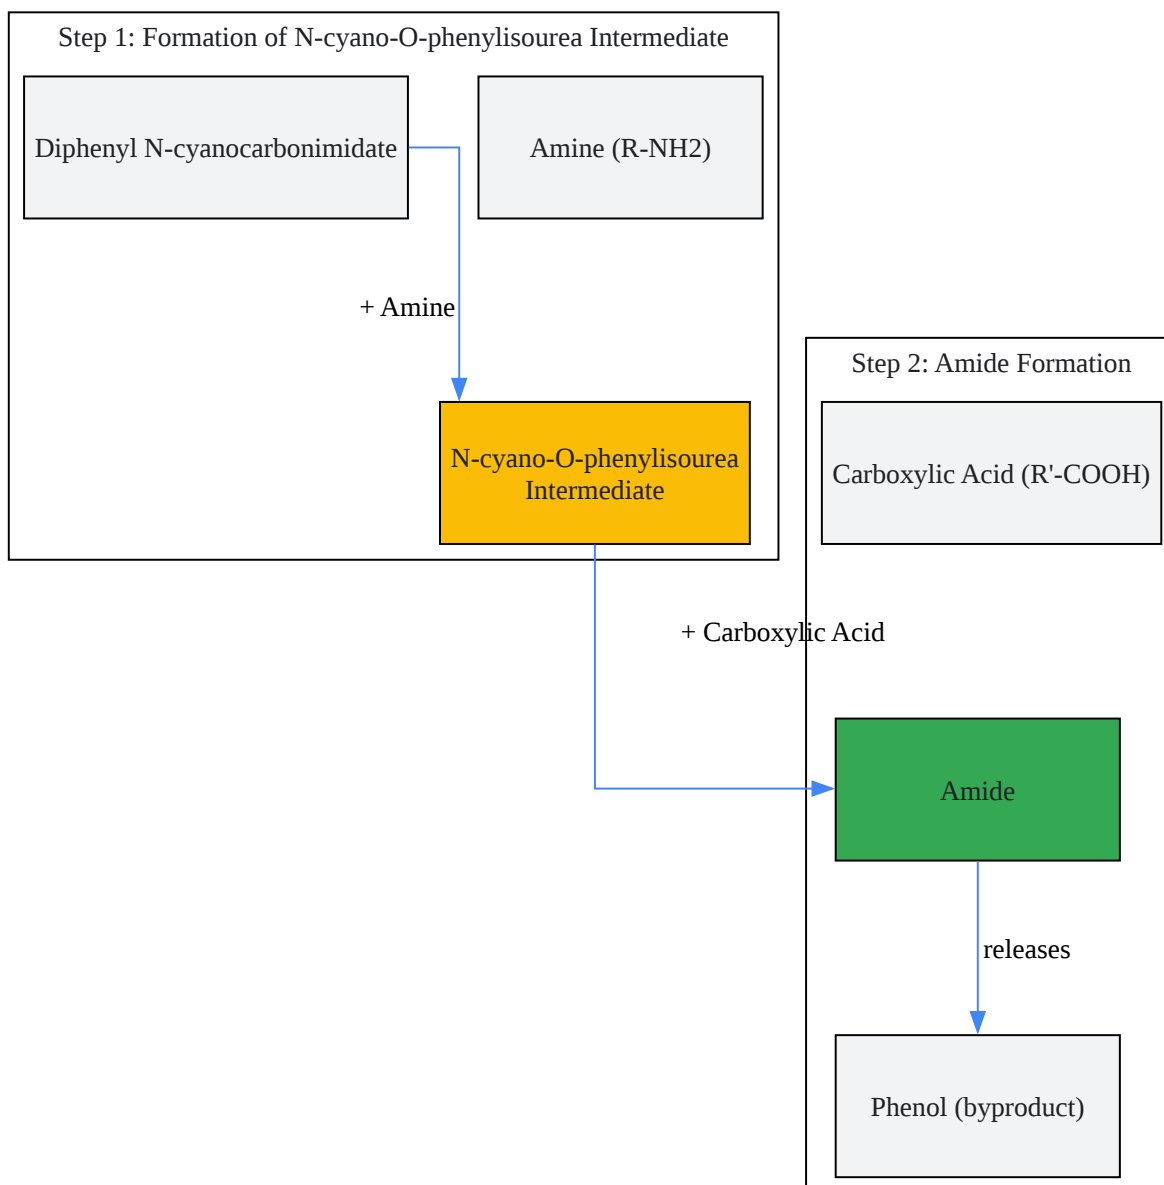 Step 1: Formation of N-cyano-O-phenylisourea Intermediate
Diphenyl N-cyanocarbonimidate
Amine (R-NH2)
+ Amine
N-cyano-O-phenylisourea
Intermediate
Step 2: Amide Formation
Carboxylic Acid (R'-COOH)
+ Carboxylic Acid
Amide
releases
Phenol (byproduct)